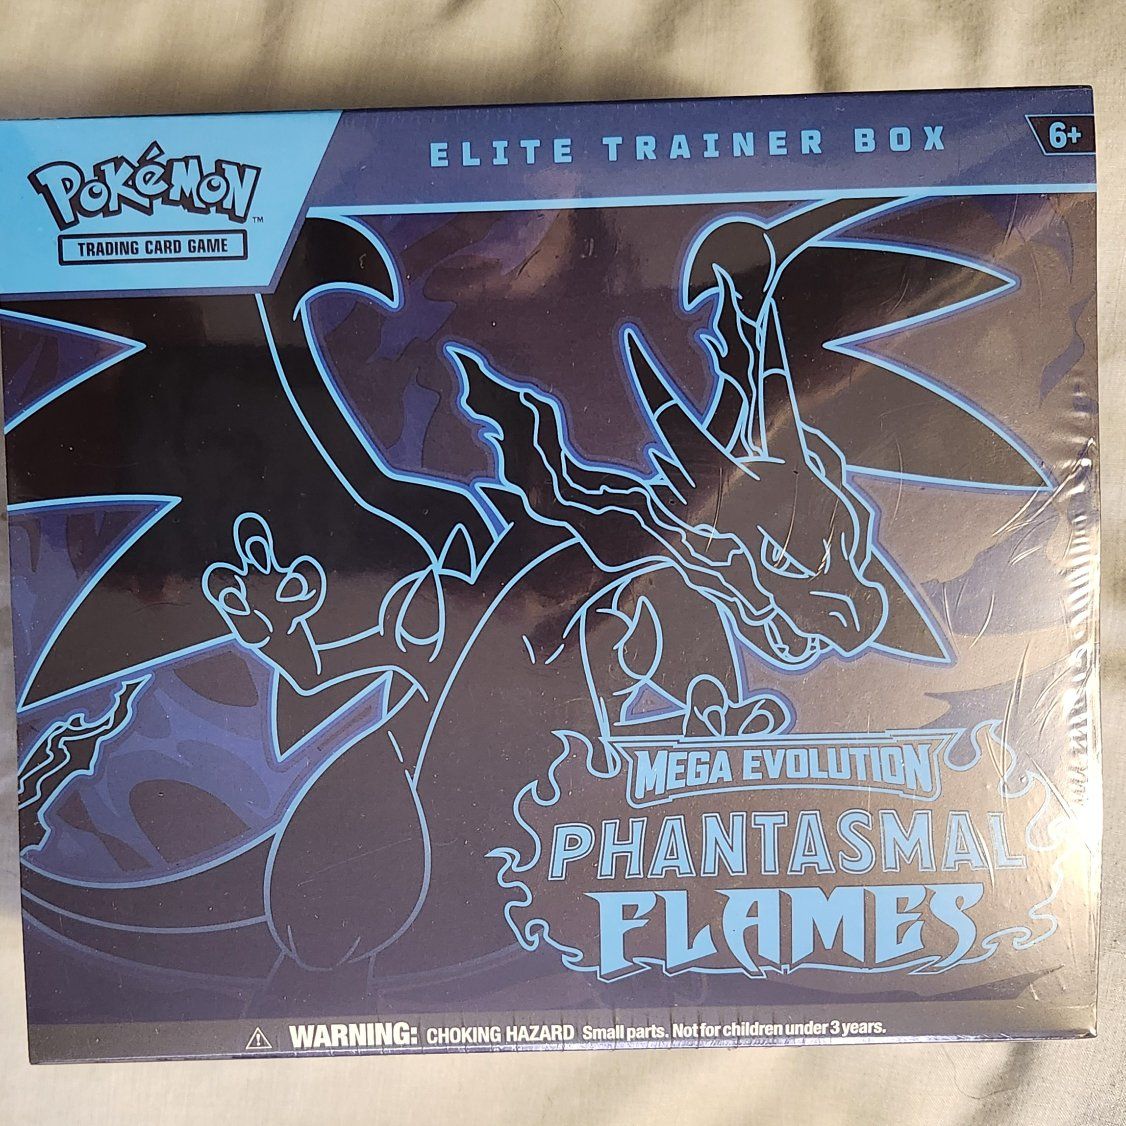 ELITE TRAINER BOX
6+
POKéMON™
TRADING CARD GAME
MEGA EVOLUTION
PHANTASMAL
FLAMES
⚠ WARNING: CHOKING HAZARD Small parts. Not for children under 3 years.